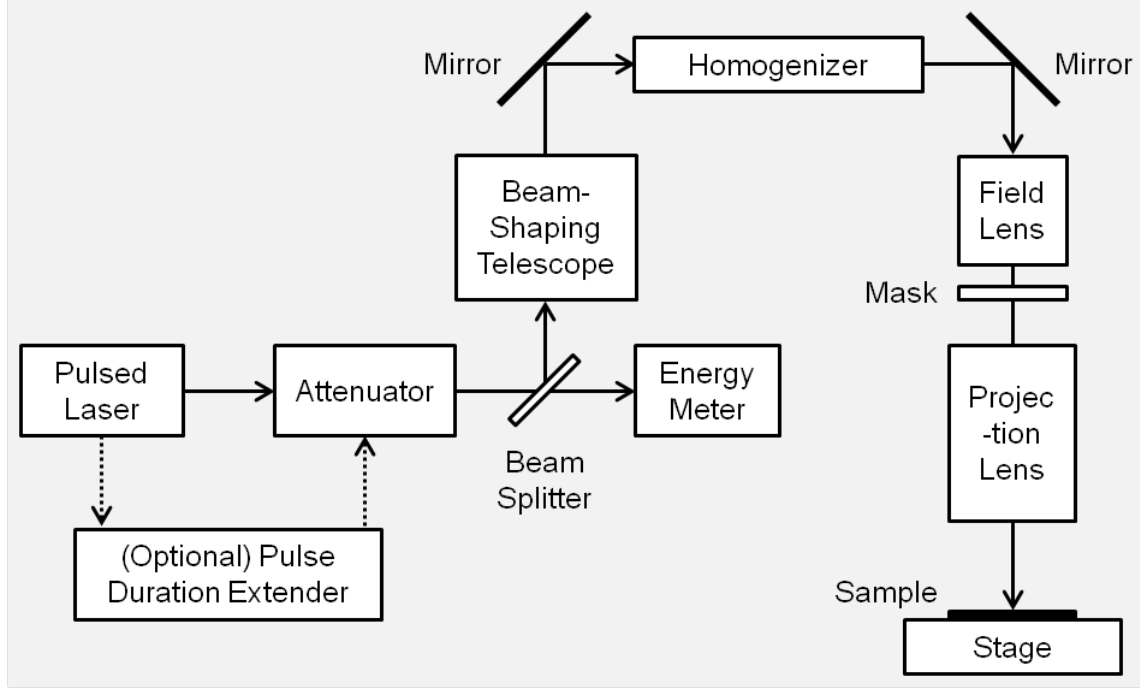 Mirror
Homogenizer
Mirror
Beam-
Shaping
Telescope
Field
Lens
Mask
Pulsed
Laser
Attenuator
Energy
Meter
Projec
-tion
Lens
Beam
Splitter
(Optional) Pulse
Duration Extender
Sample
Stage